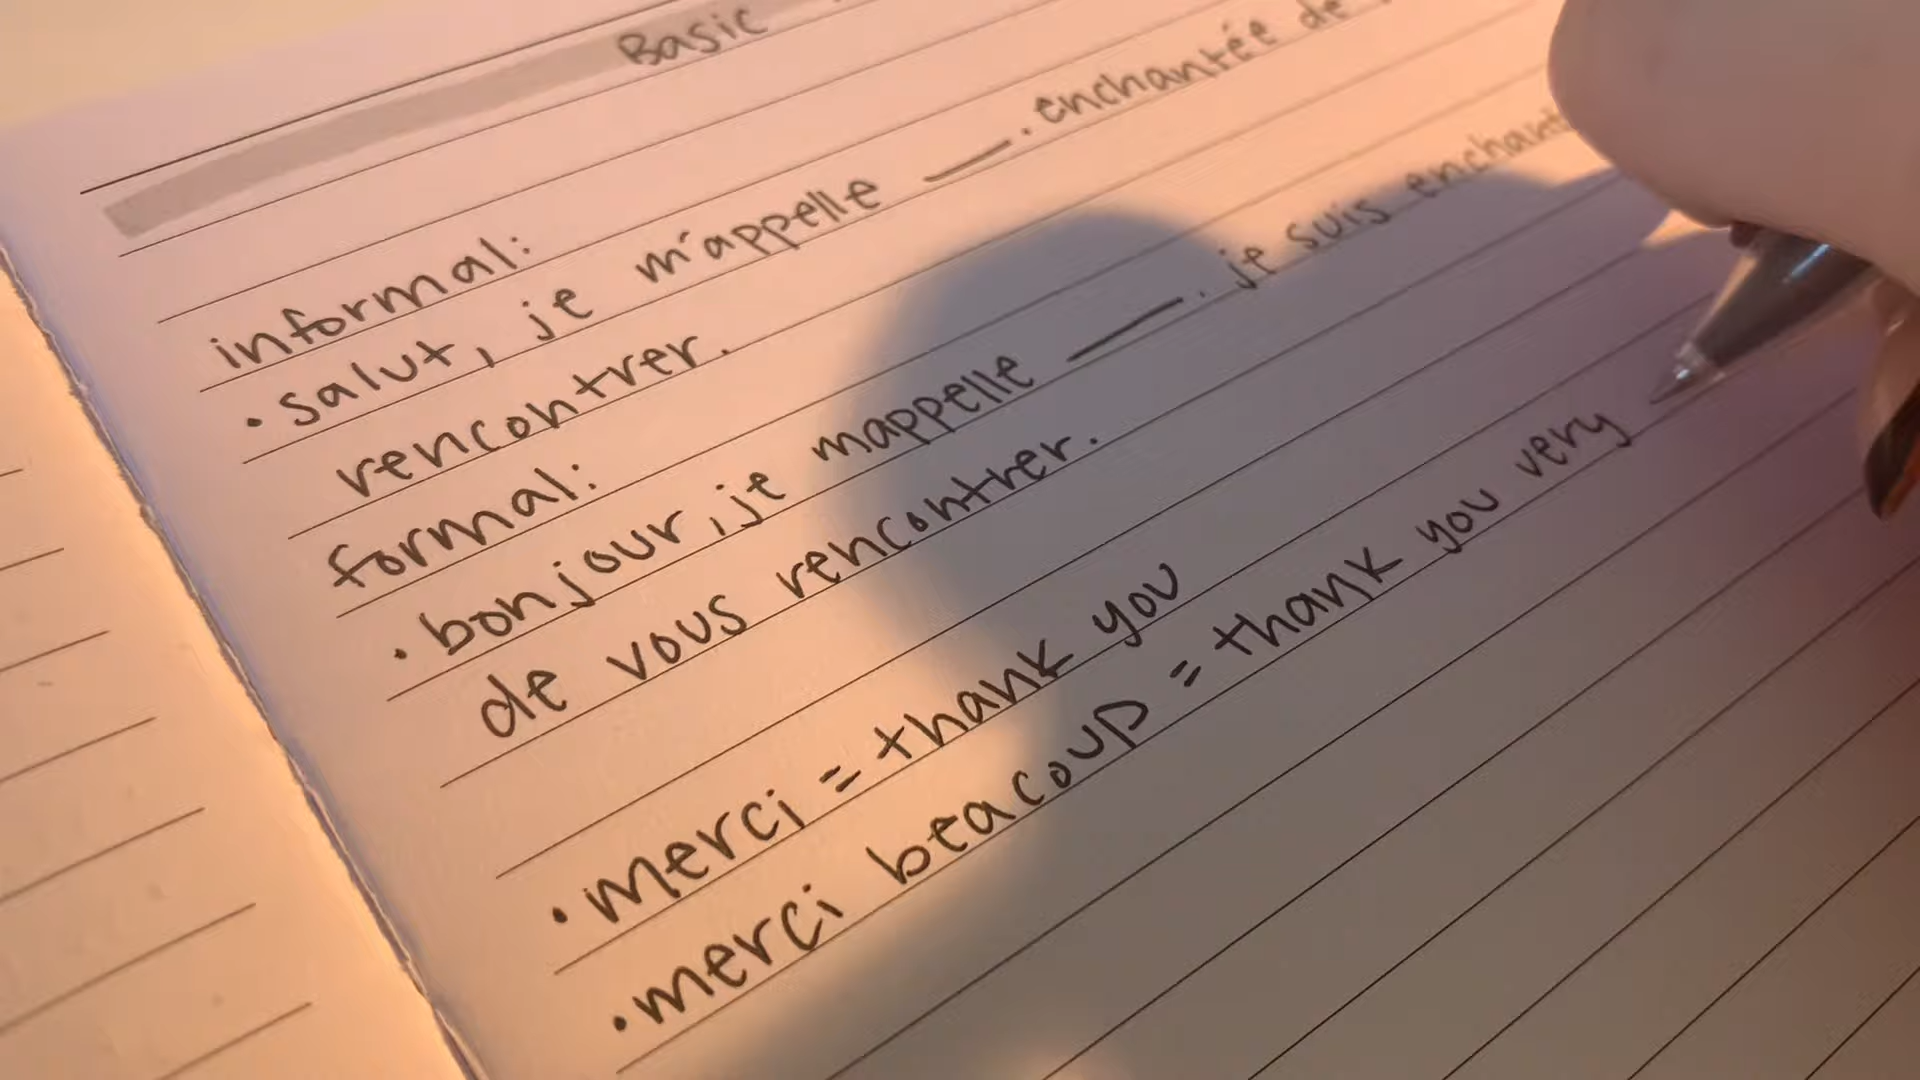 Basic
informal:
• salut, je m'appelle ___. enchantée de
rencontrer.
formal:
• bonjour, je mappelle ___. je suis enchant
de vous rencontrer.
• merci = thank you
• merci beacoup = thank you very